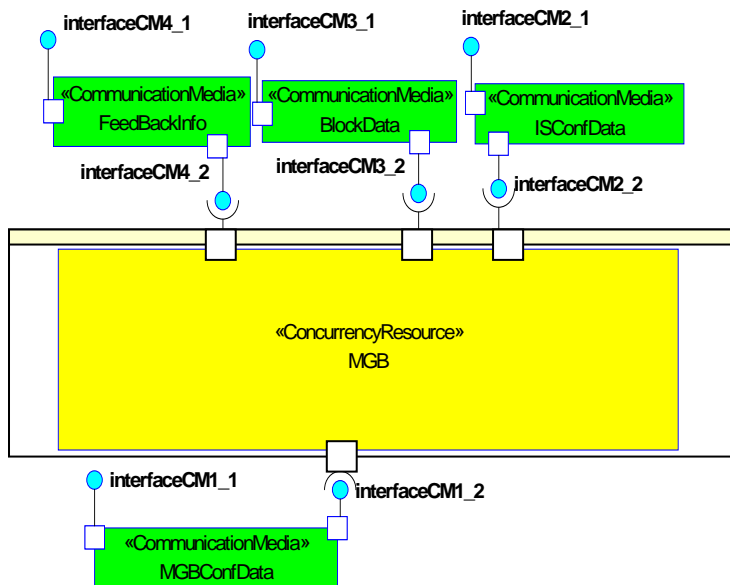 interfaceCM4_1
interfaceCM3_1
interfaceCM2_1
«CommunicationMedia»
FeedBackInfo
«CommunicationMedia»
BlockData
«CommunicationMedia»
ISConfData
interfaceCM4_2
interfaceCM3_2
interfaceCM2_2
«ConcurrencyResource»
MGB
interfaceCM1_1
interfaceCM1_2
«CommunicationMedia»
MGBConfData